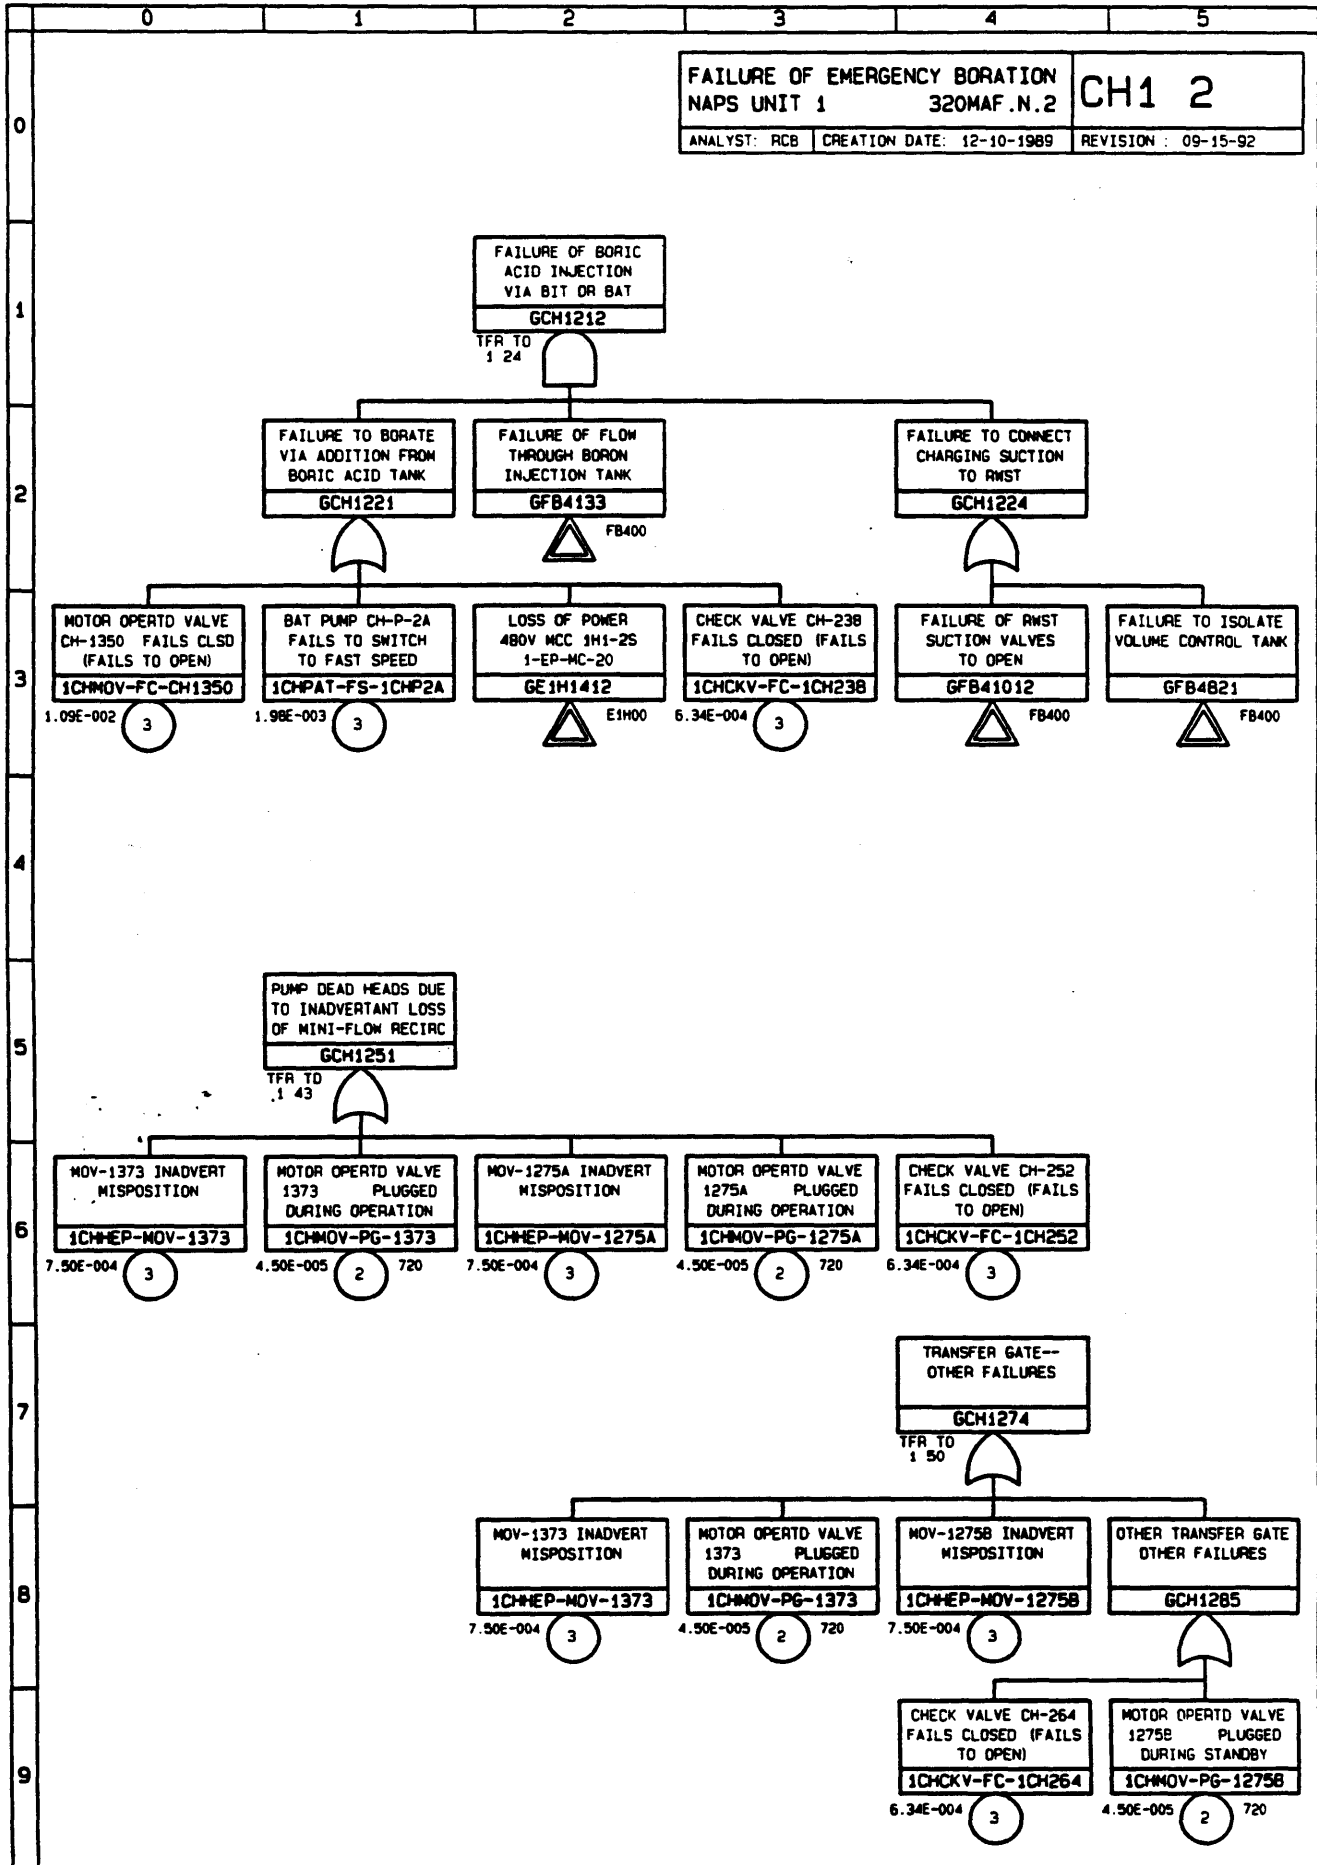 0 1 2 3 4 5
FAILURE OF EMERGENCY BORATION
NAPS UNIT 1 320MAF.N.2
CH1 2
ANALYST: RCB CREATION DATE: 12-10-1989 REVISION : 09-15-92
0
FAILURE OF BORIC
ACID INJECTION
VIA BIT OR BAT
GCH1212
TFR TO
1 24
1
FAILURE TO BORATE
VIA ADDITION FROM
BORIC ACID TANK
GCH1221
FAILURE OF FLOW
THROUGH BORON
INJECTION TANK
GFB4133
FB400
FAILURE TO CONNECT
CHARGING SUCTION
TO RWST
GCH1224
2
MOTOR OPERTD VALVE
CH-1350 FAILS CLSD
(FAILS TO OPEN)
1CHMOV-FC-CH1350
1.09E-002
3
BAT PUMP CH-P-2A
FAILS TO SWITCH
TO FAST SPEED
1CHPAT-FS-1CHP2A
1.98E-003
3
LOSS OF POWER
480V MCC 1H1-2S
1-EP-MC-20
GE1H1412
E1H00
CHECK VALVE CH-238
FAILS CLOSED (FAILS
TO OPEN)
1CHCKV-FC-1CH238
6.34E-004
3
FAILURE OF RWST
SUCTION VALVES
TO OPEN
GFB41012
FB400
FAILURE TO ISOLATE
VOLUME CONTROL TANK
GFB4821
FB400
3
4
PUMP DEAD HEADS DUE
TO INADVERTANT LOSS
OF MINI-FLOW RECIRC
GCH1251
TFR TO
1 43
5
MOV-1373 INADVERT
MISPOSITION
1CHHEP-MOV-1373
7.50E-004
3
MOTOR OPERTD VALVE
1373 PLUGGED
DURING OPERATION
1CHMOV-PG-1373
4.50E-005
2
720
MOV-1275A INADVERT
MISPOSITION
1CHHEP-MOV-1275A
7.50E-004
3
MOTOR OPERTD VALVE
1275A PLUGGED
DURING OPERATION
1CHMOV-PG-1275A
4.50E-005
2
720
CHECK VALVE CH-252
FAILS CLOSED (FAILS
TO OPEN)
1CHCKV-FC-1CH252
6.34E-004
3
6
TRANSFER GATE--
OTHER FAILURES
GCH1274
TFR TO
1 50
7
MOV-1373 INADVERT
MISPOSITION
1CHHEP-MOV-1373
7.50E-004
3
MOTOR OPERTD VALVE
1373 PLUGGED
DURING OPERATION
1CHMOV-PG-1373
4.50E-005
2
720
MOV-1275B INADVERT
MISPOSITION
1CHHEP-MOV-1275B
7.50E-004
3
OTHER TRANSFER GATE
OTHER FAILURES
GCH1285
8
CHECK VALVE CH-264
FAILS CLOSED (FAILS
TO OPEN)
1CHCKV-FC-1CH264
6.34E-004
3
MOTOR OPERTD VALVE
1275B PLUGGED
DURING STANDBY
1CHMOV-PG-1275B
4.50E-005
2
720
9